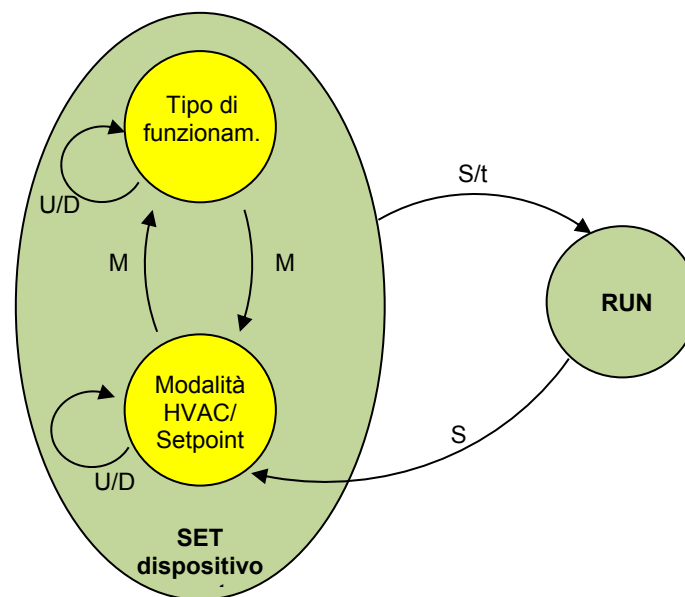 Tipo di
funzionam.
U/D
M
M
S/t
RUN
Modalità
HVAC/
Setpoint
S
U/D
SET
dispositivo